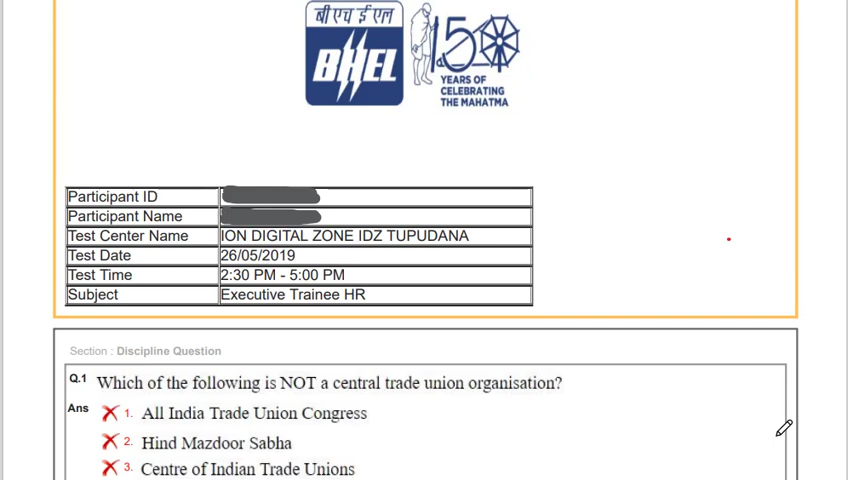 बी एच ई एल
BHEL
150
YEARS OF
CELEBRATING
THE MAHATMA
Participant ID
Participant Name
Test Center Name ION DIGITAL ZONE IDZ TUPUDANA
Test Date 26/05/2019
Test Time 2:30 PM - 5:00 PM
Subject Executive Trainee HR
Section : Discipline Question
Q.1 Which of the following is NOT a central trade union organisation?
Ans 1. All India Trade Union Congress
2. Hind Mazdoor Sabha
3. Centre of Indian Trade Unions